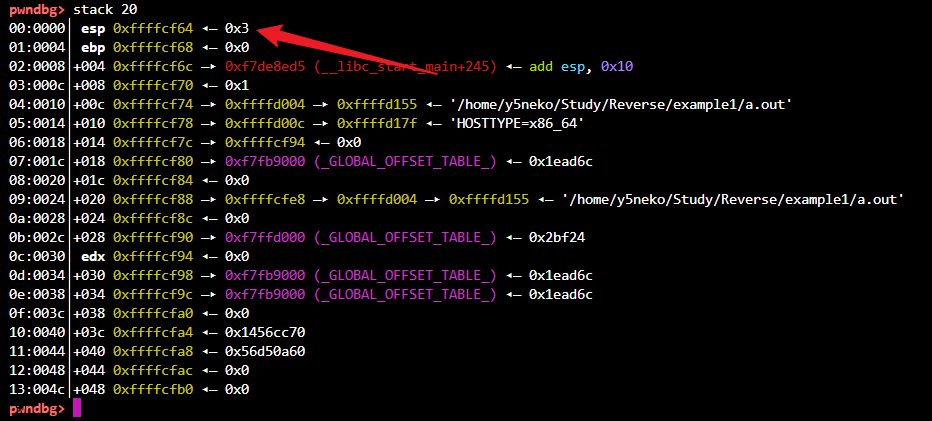 pwndbg> stack 20
00:0000│ esp 0xffffcf64 ◂— 0x3
01:0004│ ebp 0xffffcf68 ◂— 0x0
02:0008│+004 0xffffcf6c —▸ 0xf7de8ed5 (__libc_start_main+245) ◂— add esp, 0x10
03:000c│+008 0xffffcf70 ◂— 0x1
04:0010│+00c 0xffffcf74 —▸ 0xffffd004 —▸ 0xffffd155 ◂— '/home/y5neko/Study/Reverse/example1/a.out'
05:0014│+010 0xffffcf78 —▸ 0xffffd00c —▸ 0xffffd17f ◂— 'HOSTTYPE=x86_64'
06:0018│+014 0xffffcf7c —▸ 0xffffcf94 ◂— 0x0
07:001c│+018 0xffffcf80 —▸ 0xf7fb9000 (_GLOBAL_OFFSET_TABLE_) ◂— 0x1ead6c
08:0020│+01c 0xffffcf84 ◂— 0x0
09:0024│+020 0xffffcf88 —▸ 0xffffcfe8 —▸ 0xffffd004 —▸ 0xffffd155 ◂— '/home/y5neko/Study/Reverse/example1/a.out'
0a:0028│+024 0xffffcf8c ◂— 0x0
0b:002c│+028 0xffffcf90 —▸ 0xf7ffd000 (_GLOBAL_OFFSET_TABLE_) ◂— 0x2bf24
0c:0030│ edx 0xffffcf94 ◂— 0x0
0d:0034│+030 0xffffcf98 —▸ 0xf7fb9000 (_GLOBAL_OFFSET_TABLE_) ◂— 0x1ead6c
0e:0038│+034 0xffffcf9c —▸ 0xf7fb9000 (_GLOBAL_OFFSET_TABLE_) ◂— 0x1ead6c
0f:003c│+038 0xffffcfa0 ◂— 0x0
10:0040│+03c 0xffffcfa4 ◂— 0x1456cc70
11:0044│+040 0xffffcfa8 ◂— 0x56d50a60
12:0048│+044 0xffffcfac ◂— 0x0
13:004c│+048 0xffffcfb0 ◂— 0x0
pwndbg>